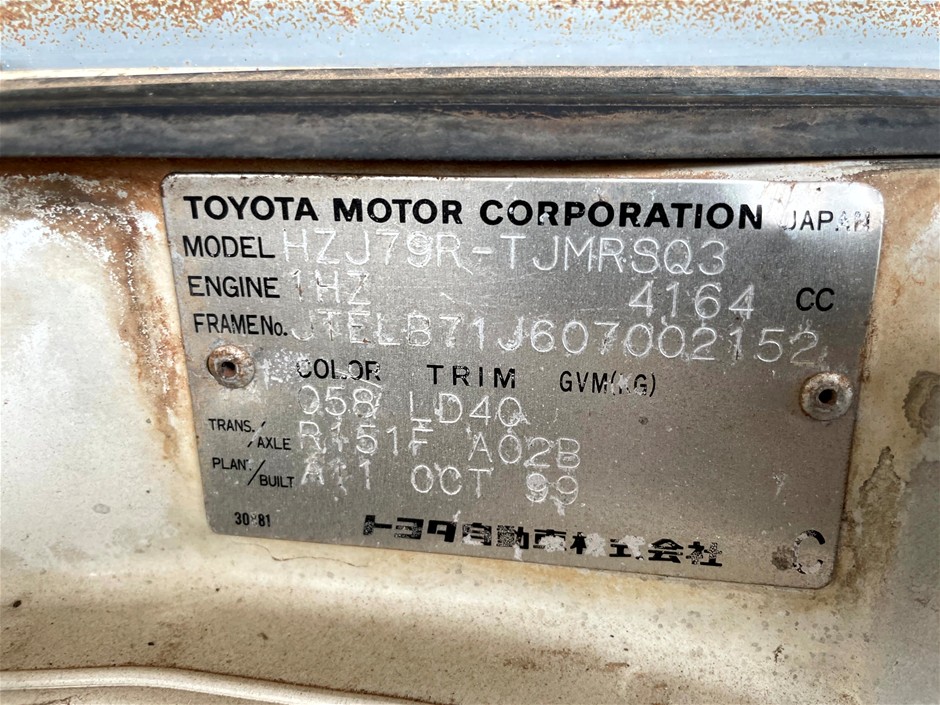 TOYOTA MOTOR CORPORATION JAPAN
MODEL HZJ79R-TJMRSQ3
ENGINE 1HZ 4164 CC
FRAME No. JTELB71J607002152
COLOR TRIM GVM(KG)
058 LD40
TRANS./AXLE R151F A02B
PLANT/BUILT A11 OCT 99
トヨタ自動車株式会社 C